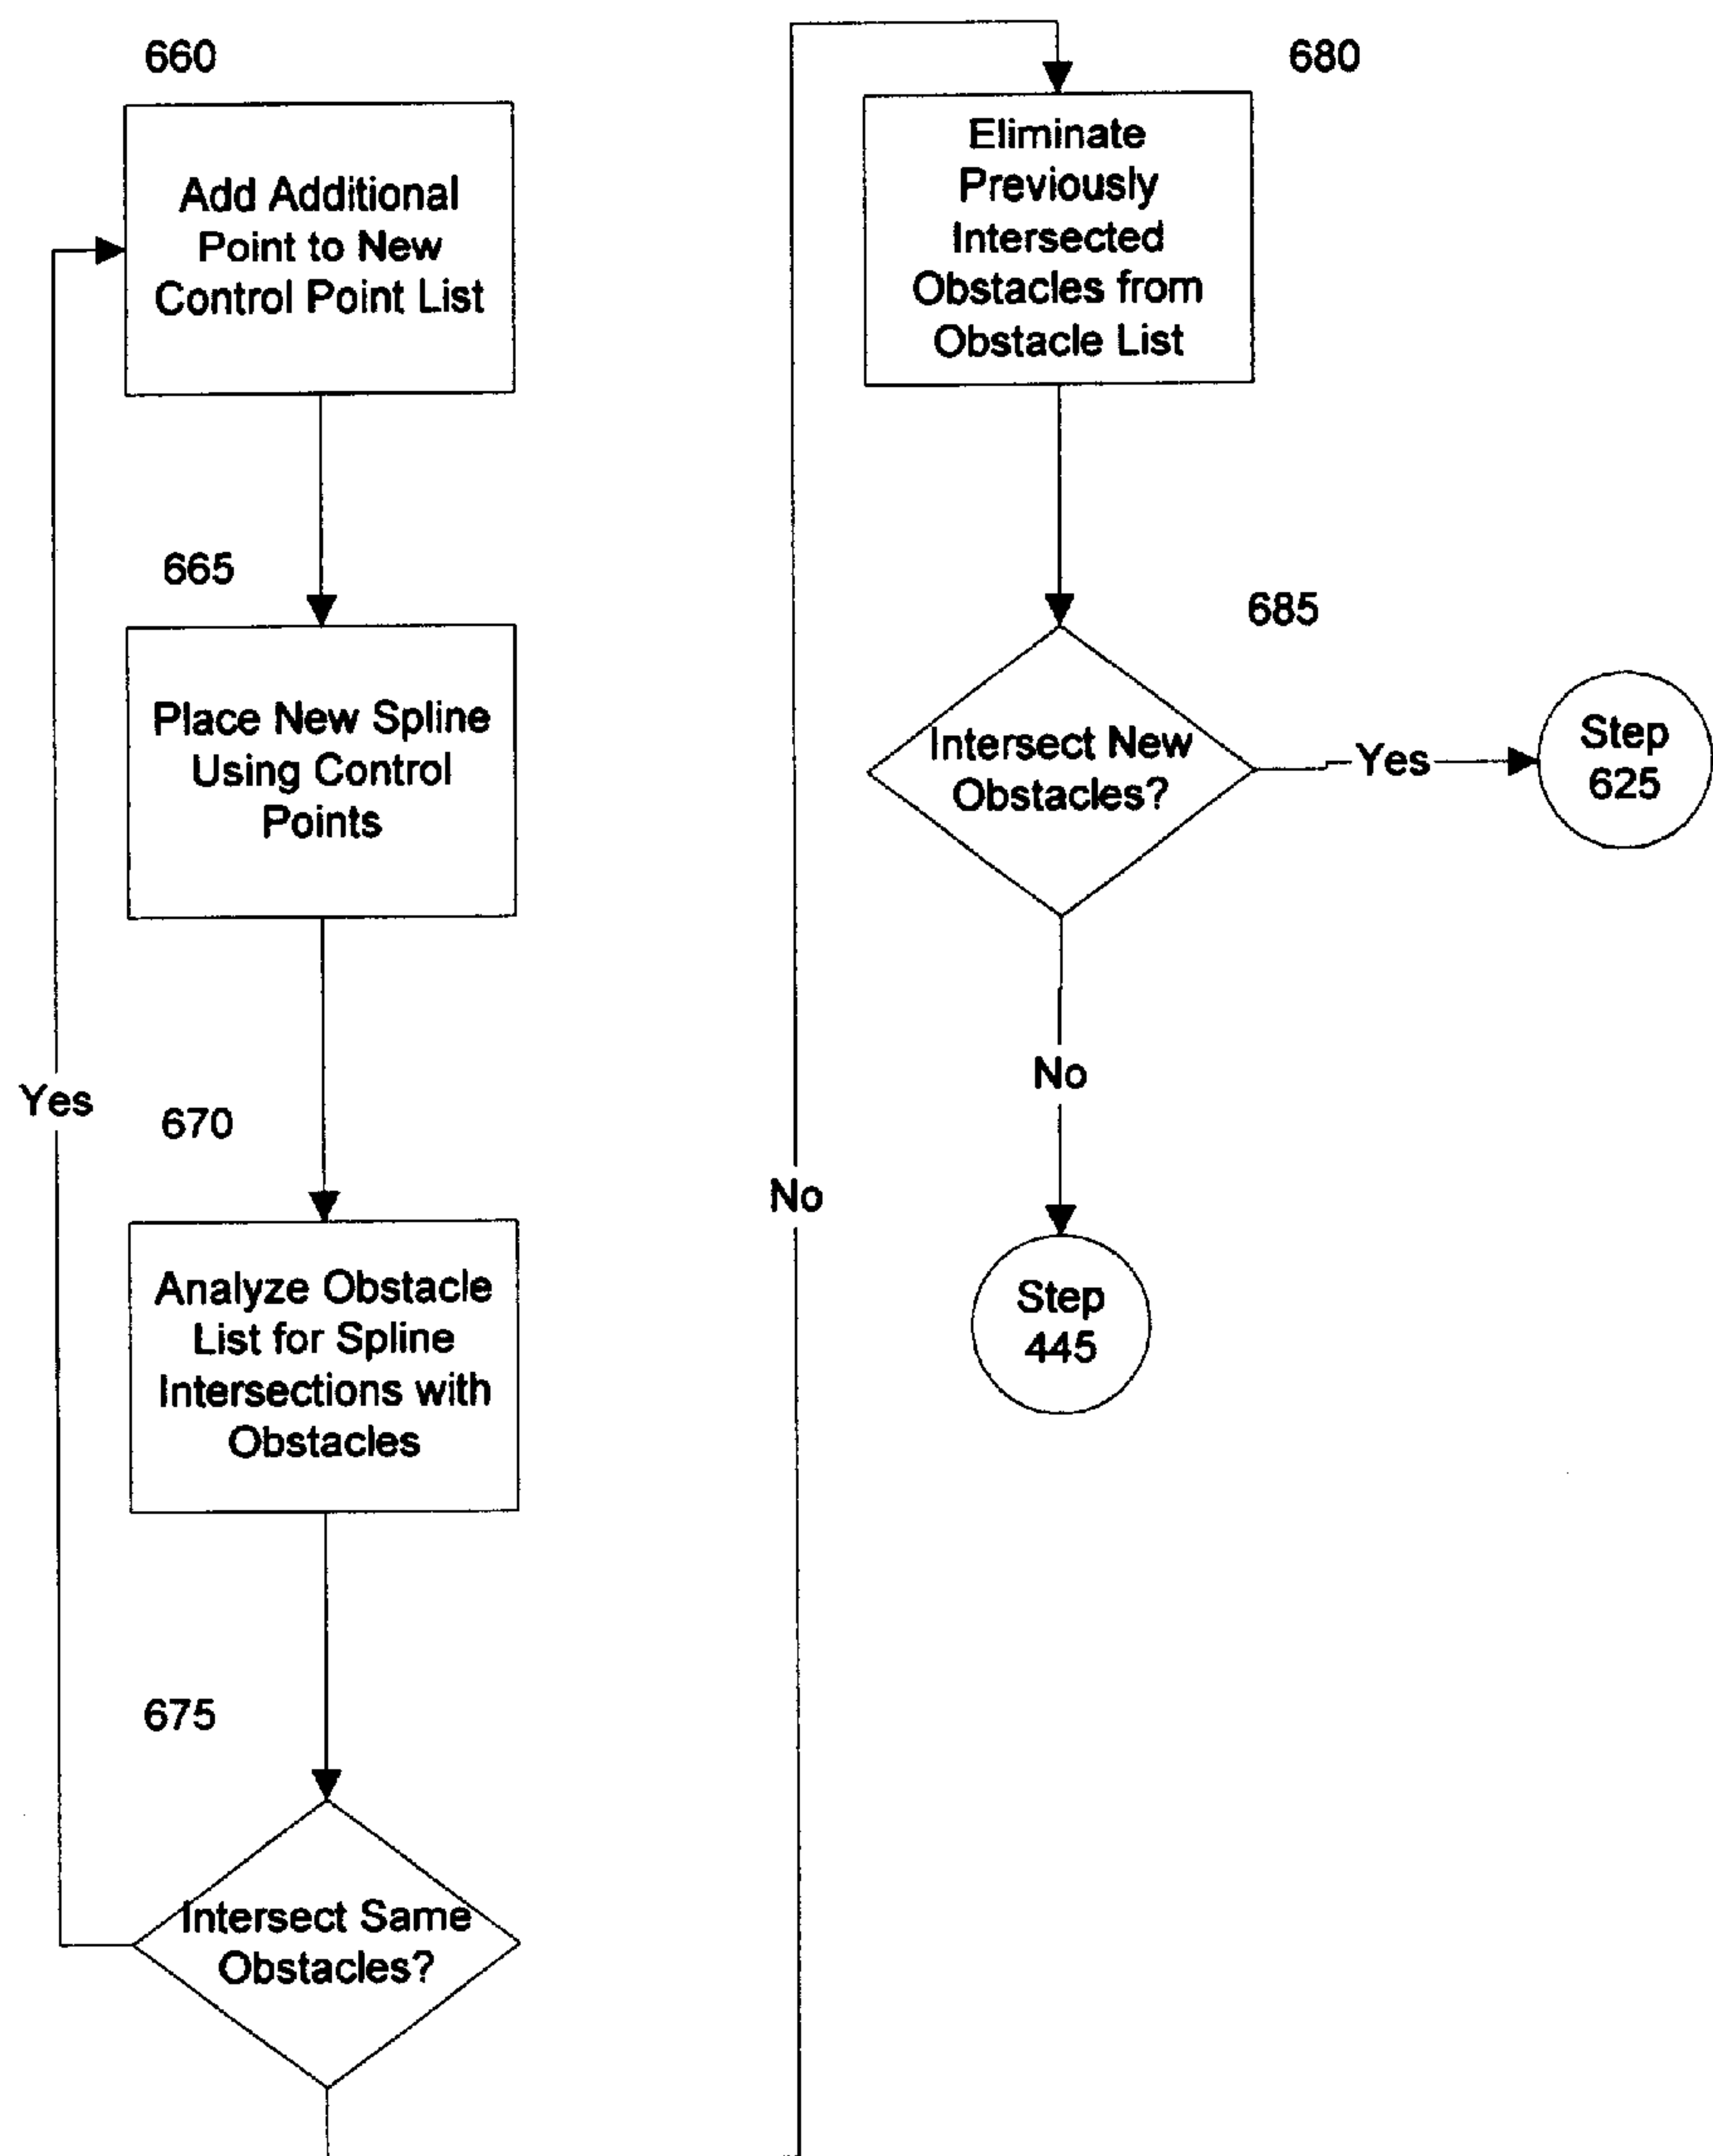 660
Add Additional
Point to New
Control Point List
665
Place New Spline
Using Control
Points
Yes
670
Analyze Obstacle
List for Spline
Intersections with
Obstacles
675
Intersect Same
Obstacles?
No
680
Eliminate
Previously
Intersected
Obstacles from
Obstacle List
685
Intersect New
Obstacles?
Yes
Step
625
No
Step
445